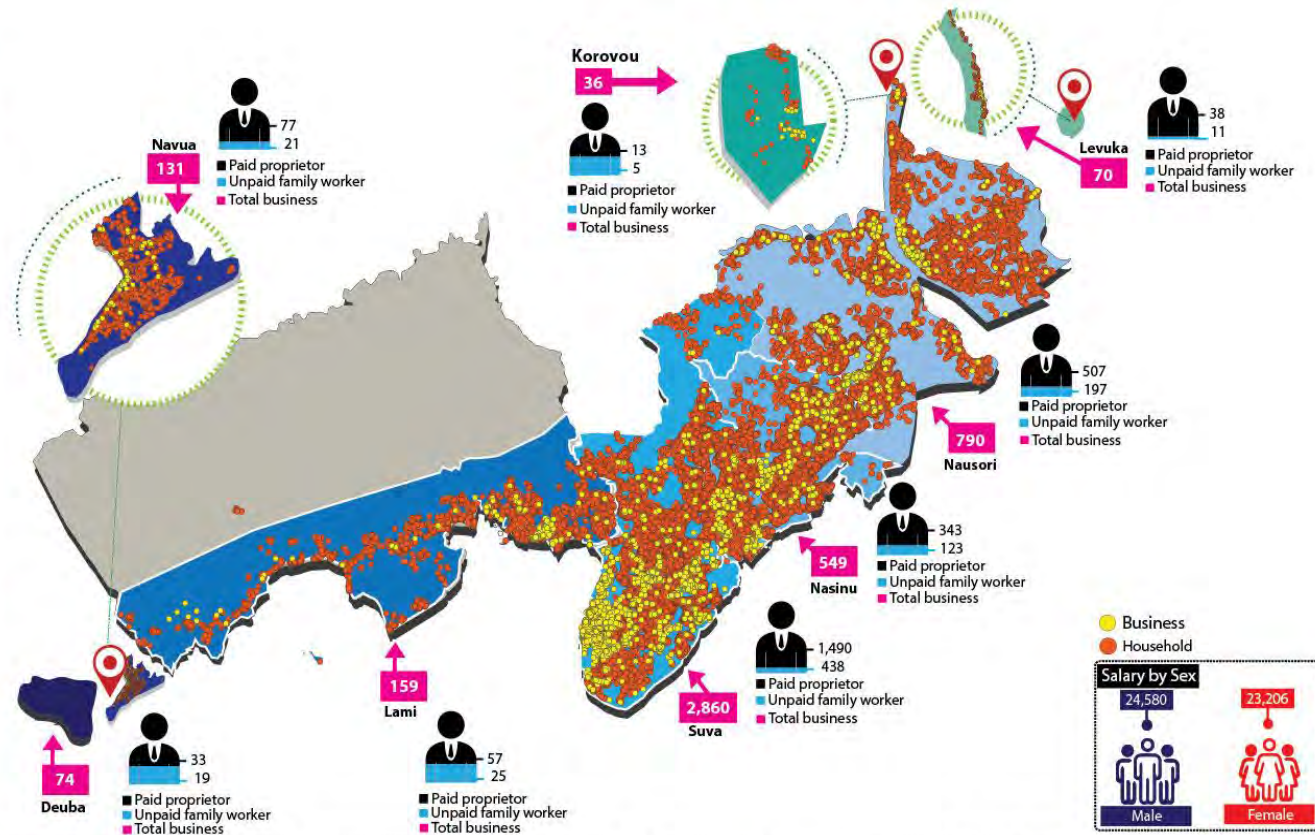 Korovou
36
13
5
Paid proprietor
Unpaid family worker
Total business
Levuka
70
38
11
Paid proprietor
Unpaid family worker
Total business
Navua
131
77
21
Paid proprietor
Unpaid family worker
Total business
507
197
Paid proprietor
Unpaid family worker
Total business
790
Nausori
343
123
Paid proprietor
Unpaid family worker
Total business
549
Nasinu
1,490
438
Paid proprietor
Unpaid family worker
Total business
2,860
Suva
159
Lami
57
25
Paid proprietor
Unpaid family worker
Total business
74
Deuba
33
19
Paid proprietor
Unpaid family worker
Total business
Business
Household
Salary by Sex
24,580
23,206
Male
Female